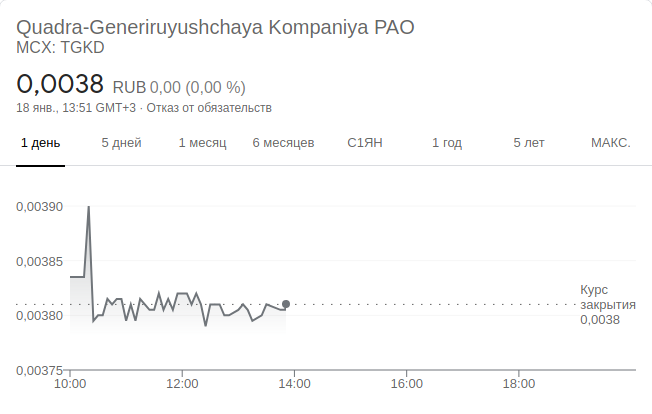 Quadra-Generiruyushchaya Kompaniya PAO
MCX: TGKD
0,0038 RUB 0,00 (0,00 %)
18 янв., 13:51 GMT+3 · Отказ от обязательств
1 день 5 дней 1 месяц 6 месяцев С1ЯН 1 год 5 лет МАКС.
0,00390
0,00385
Курс
закрытия
0,0038
0,00380
0,00375
10:00 12:00 14:00 16:00 18:00